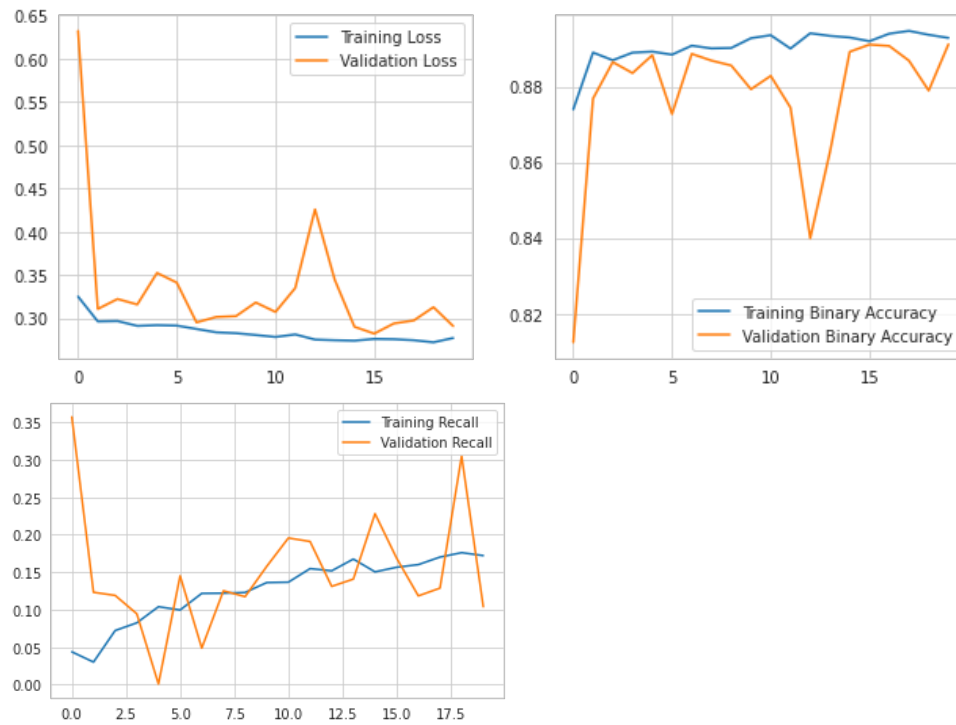 0.65
0.60
0.55
0.50
0.45
0.40
0.35
0.30
0 5 10 15
Training Loss
Validation Loss
0.88
0.86
0.84
0.82
0 5 10 15
Training Binary Accuracy
Validation Binary Accuracy
0.35
0.30
0.25
0.20
0.15
0.10
0.05
0.00
0.0 2.5 5.0 7.5 10.0 12.5 15.0 17.5
Training Recall
Validation Recall